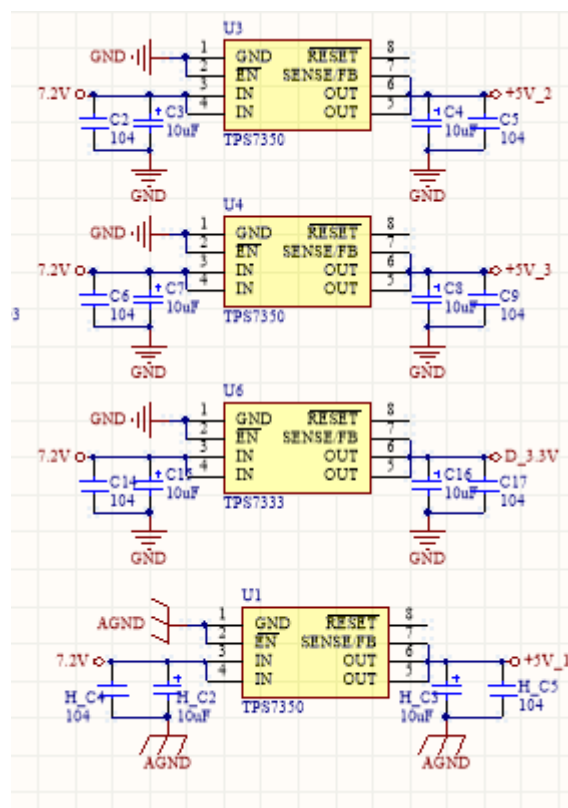 U3
GND 1 GND RESET 8
2 EN SENSE/FB 7
7.2V 3 IN OUT 6 +5V_2
4 IN OUT 5
C2 C3 C4 C5
104 10uF 10uF 104
TPS7350
GND GND
U4
GND 1 GND RESET 8
2 EN SENSE/FB 7
7.2V 3 IN OUT 6 +5V_3
4 IN OUT 5
C6 C7 C8 C9
104 10uF 10uF 104
3 TPS7350
GND GND
U6
GND 1 GND RESET 8
2 EN SENSE/FB 7
7.2V 3 IN OUT 6 D_3.3V
4 IN OUT 5
C14 C15 C16 C17
104 10uF 10uF 104
TPS7333
GND GND
U1
AGND 1 GND RESET 8
2 EN SENSE/FB 7
7.2V 3 IN OUT 6 +5V_1
4 IN OUT 5
H_C4 H_C2 H_C3 H_C5
104 10uF 10uF 104
TPS7350
AGND AGND